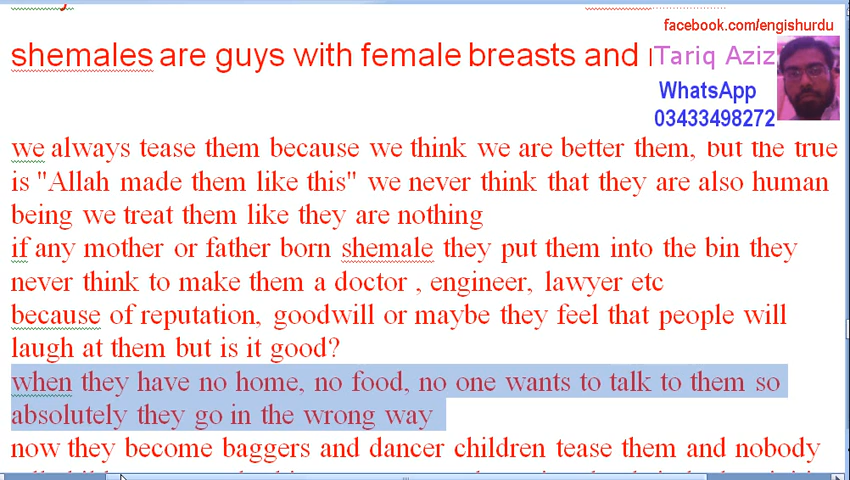 facebook.com/engishurdu
shemales are guys with female breasts and
Tariq Aziz
WhatsApp
03433498272
we always tease them because we think we are better them, but the true
is "Allah made them like this" we never think that they are also human
being we treat them like they are nothing
if any mother or father born shemale they put them into the bin they
never think to make them a doctor , engineer, lawyer etc
because of reputation, goodwill or maybe they feel that people will
laugh at them but is it good?
when they have no home, no food, no one wants to talk to them so
absolutely they go in the wrong way
now they become baggers and dancer children tease them and nobody